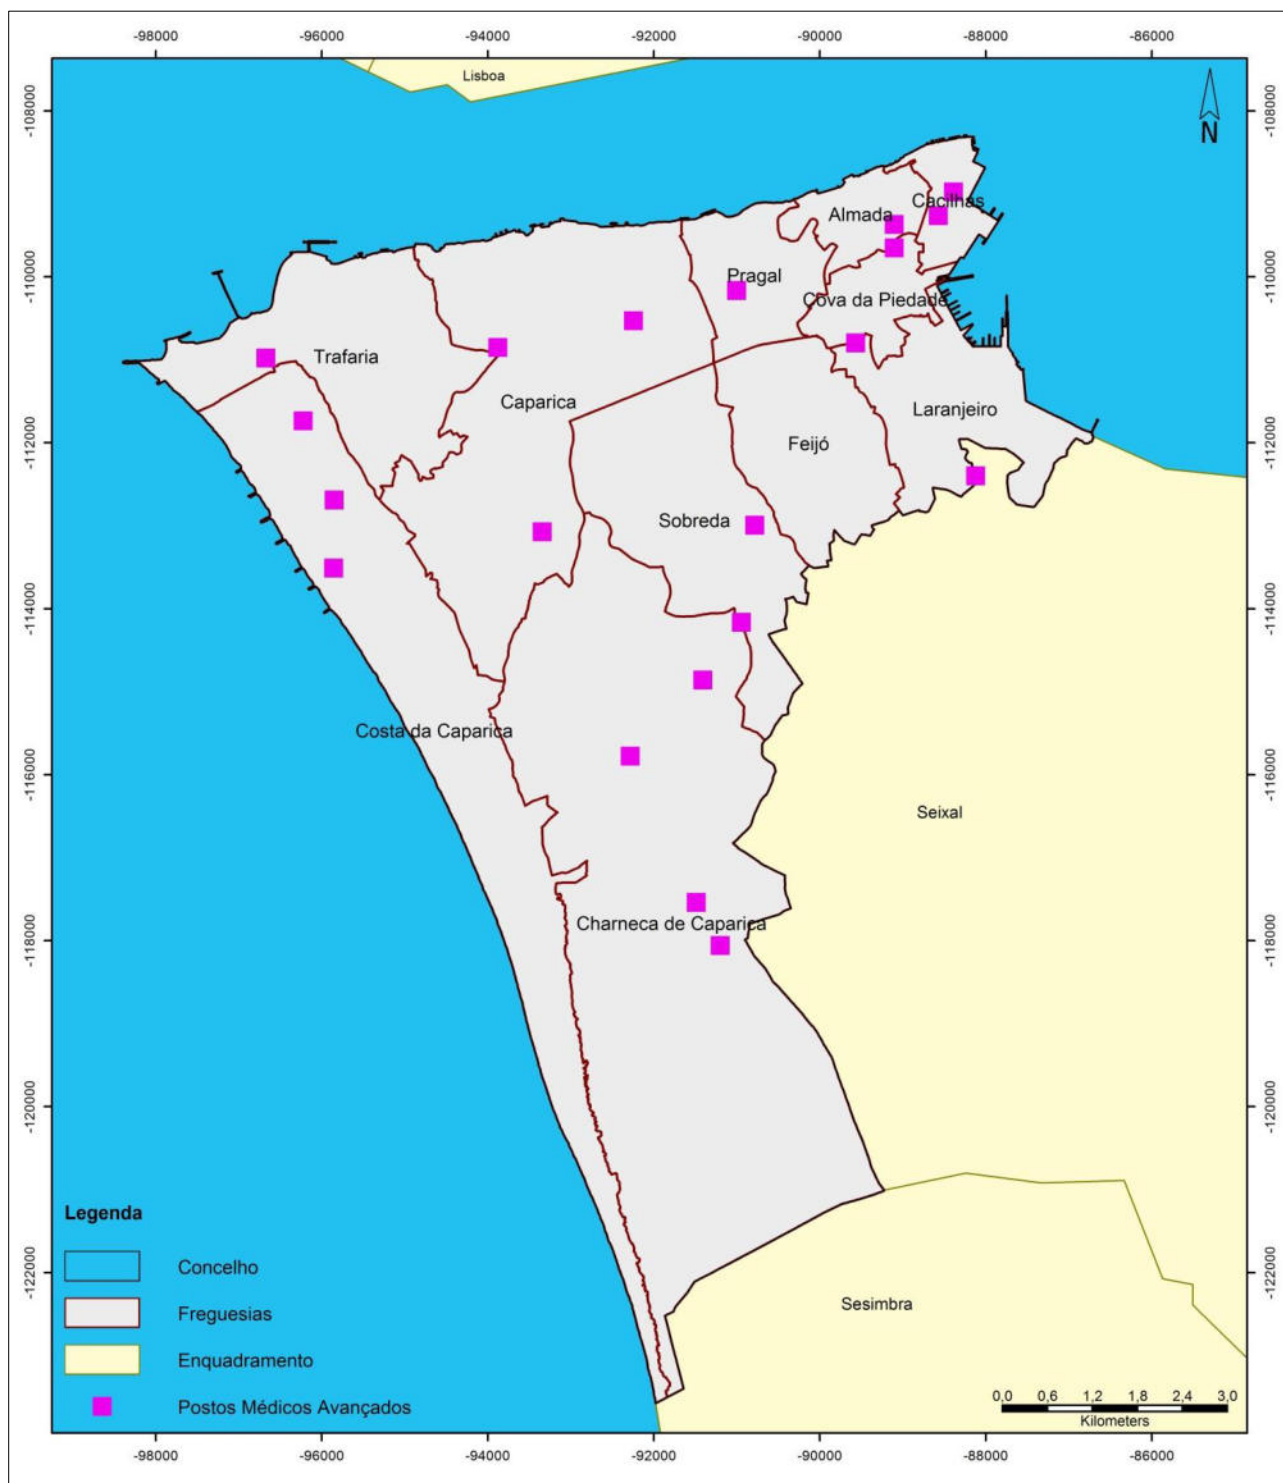 -98000 -96000 -94000 -92000 -90000 -88000 -86000
Lisboa
-108000 -108000
N
Cacilhas
Almada
-110000 -110000
Pragal
Cova da Piedade
Trafaria
Caparica
Laranjeiro
-112000 -112000
Feijó
Sobreda
-114000 -114000
Costa da Caparica
-116000 -116000
Seixal
Charneca de Caparica
-118000 -118000
-120000 -120000
Legenda
Concelho
-122000 -122000
Sesimbra
Freguesias
Enquadramento
Postos Médicos Avançados
0,0 0,6 1,2 1,8 2,4 3,0
Kilometers
-98000 -96000 -94000 -92000 -90000 -88000 -86000